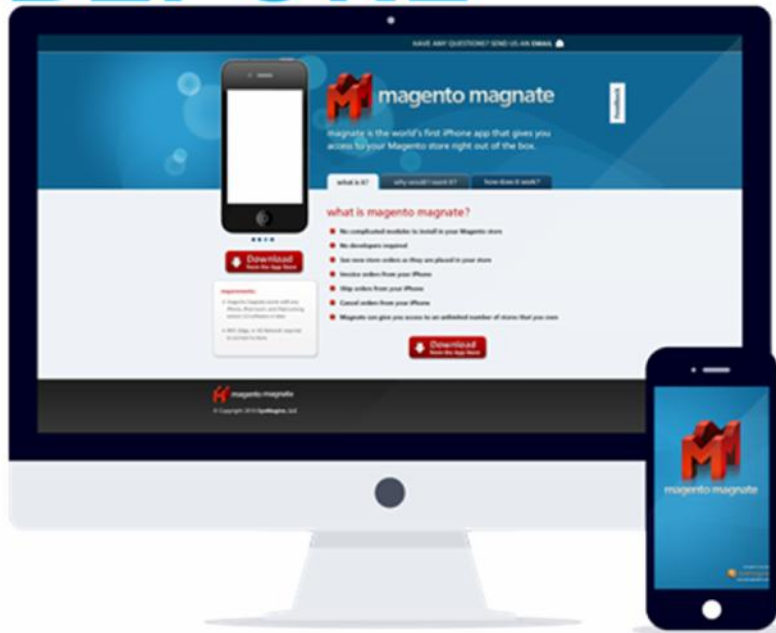 BEFORE
HAVE ANY QUESTIONS? SEND US AN EMAIL
magento magnate
Feedback
magnate is the world's first iPhone app that gives you
access to your Magento store right out of the box.
what is it?
why would I want it?
how does it work?
what is magento magnate?
No complicated modules to install in your Magento store
No developers required
See new store orders as they are placed in your store
Invoice orders from your iPhone
Ship orders from your iPhone
Cancel orders from your iPhone
Magnate can give you access to an unlimited number of stores that you own
Download
from the App Store
requirements:
Download
from the App Store
magento magnate
© Copyright 2010
magento magnate